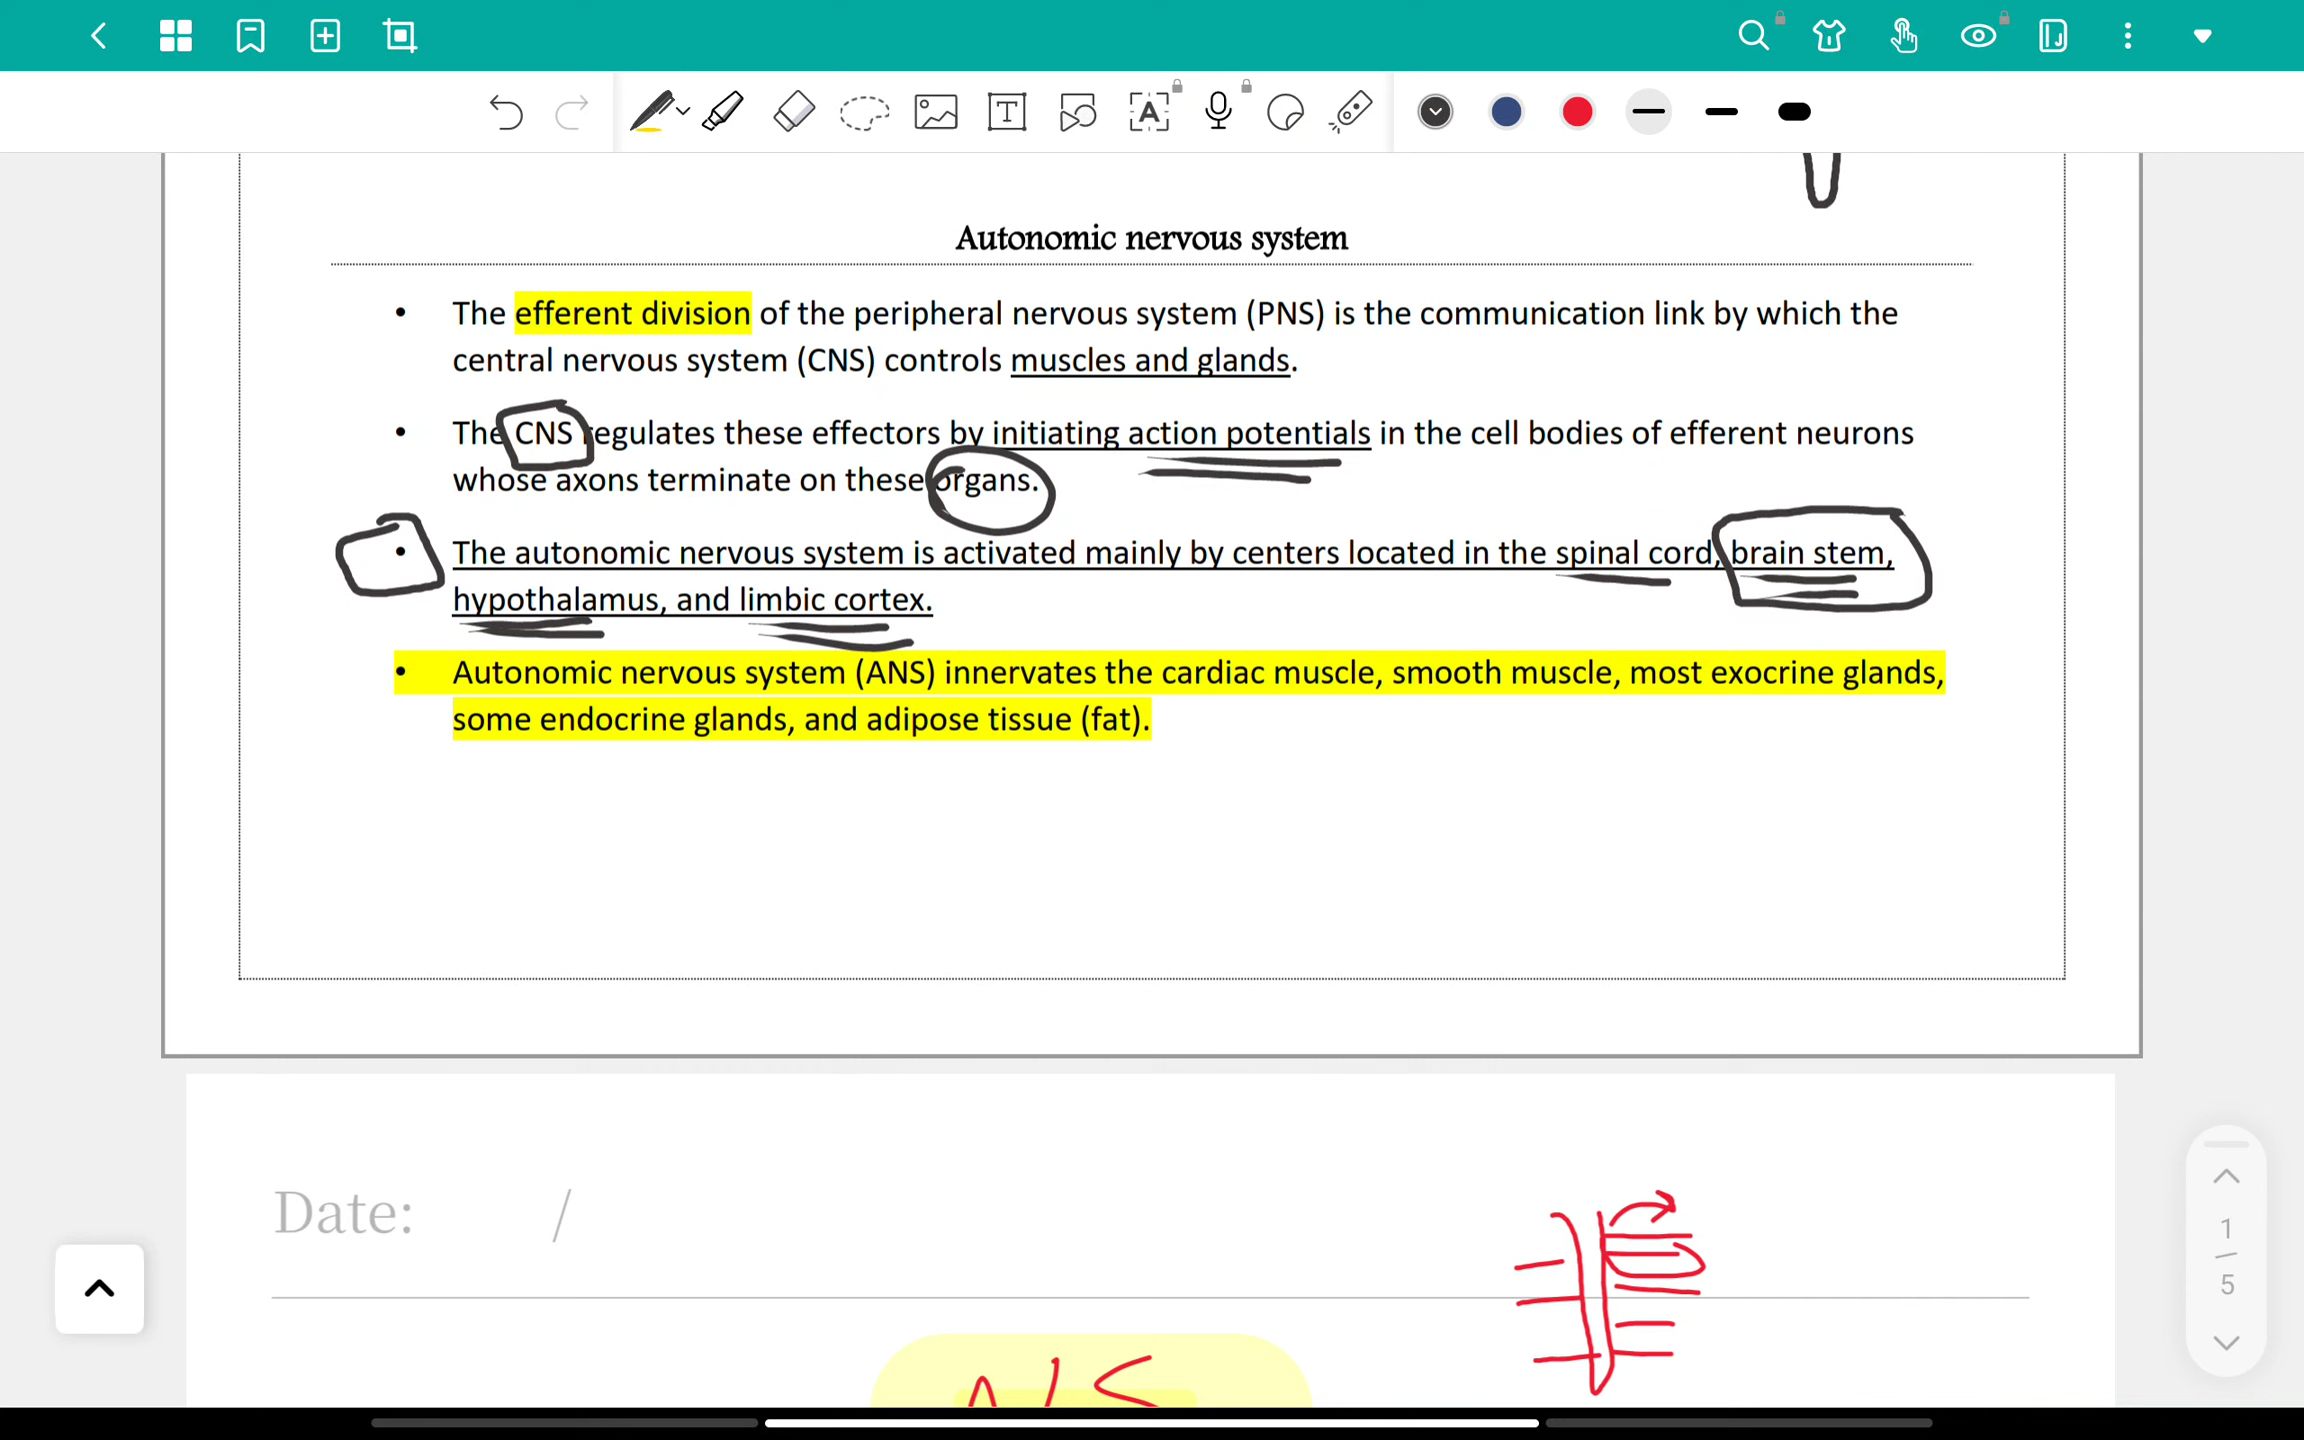 Autonomic nervous system
• The efferent division of the peripheral nervous system (PNS) is the communication link by which the
central nervous system (CNS) controls muscles and glands.
• The CNS regulates these effectors by initiating action potentials in the cell bodies of efferent neurons
whose axons terminate on these organs.
• The autonomic nervous system is activated mainly by centers located in the spinal cord, brain stem,
hypothalamus, and limbic cortex.
• Autonomic nervous system (ANS) innervates the cardiac muscle, smooth muscle, most exocrine glands,
some endocrine glands, and adipose tissue (fat).
Date: /
1
/
5